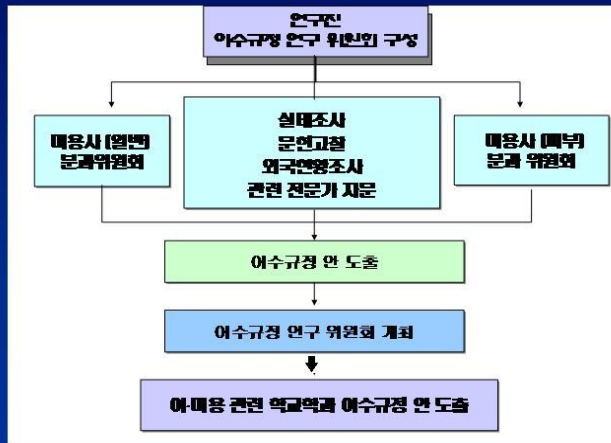 연구진
이수규정 연구 위원회 구성
미용사 (일반)
분과위원회
실태조사
문헌고찰
외국현황조사
관련 전문가 자문
미용사 (피부)
분과 위원회
이수규정 안 도출
이수규정 연구 위원회 개최
이·미용 관련 학교학과 이수규정 안 도출